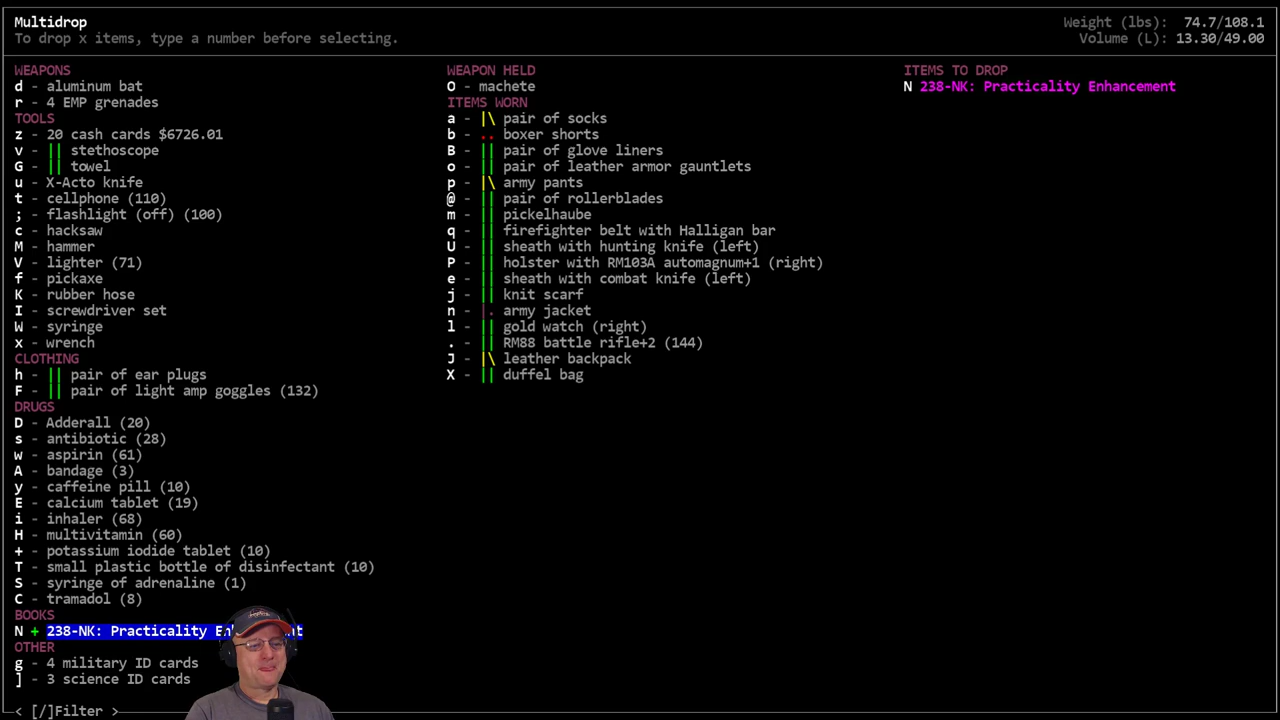 Multidrop
To drop x items, type a number before selecting.
Weight (lbs): 74.7/108.1
Volume (L): 13.30/49.00
WEAPONS
d - aluminum bat
r - 4 EMP grenades
TOOLS
z - 20 cash cards $6726.01
v - || stethoscope
G - || towel
u - X-Acto knife
t - cellphone (110)
; - flashlight (off) (100)
c - hacksaw
M - hammer
V - lighter (71)
f - pickaxe
K - rubber hose
I - screwdriver set
W - syringe
x - wrench
CLOTHING
h - || pair of ear plugs
F - || pair of light amp goggles (132)
DRUGS
D - Adderall (20)
s - antibiotic (28)
w - aspirin (61)
A - bandage (3)
y - caffeine pill (10)
E - calcium tablet (19)
i - inhaler (68)
H - multivitamin (60)
+ - potassium iodide tablet (10)
T - small plastic bottle of disinfectant (10)
S - syringe of adrenaline (1)
C - tramadol (8)
BOOKS
N + 238-NK: Practicality
OTHER
g - 4 military ID cards
] - 3 science ID cards
< [/]Filter >
WEAPON HELD
O - machete
ITEMS WORN
a - |\ pair of socks
b - .. boxer shorts
B - || pair of glove liners
o - || pair of leather armor gauntlets
p - |\ army pants
@ - || pair of rollerblades
m - || pickelhaube
q - || firefighter belt with Halligan bar
U - || sheath with hunting knife (left)
P - || holster with RM103A automagnum+1 (right)
e - || sheath with combat knife (left)
j - || knit scarf
n - |. army jacket
l - || gold watch (right)
. - || RM88 battle rifle+2 (144)
J - |\ leather backpack
X - || duffel bag
ITEMS TO DROP
N 238-NK: Practicality Enhancement